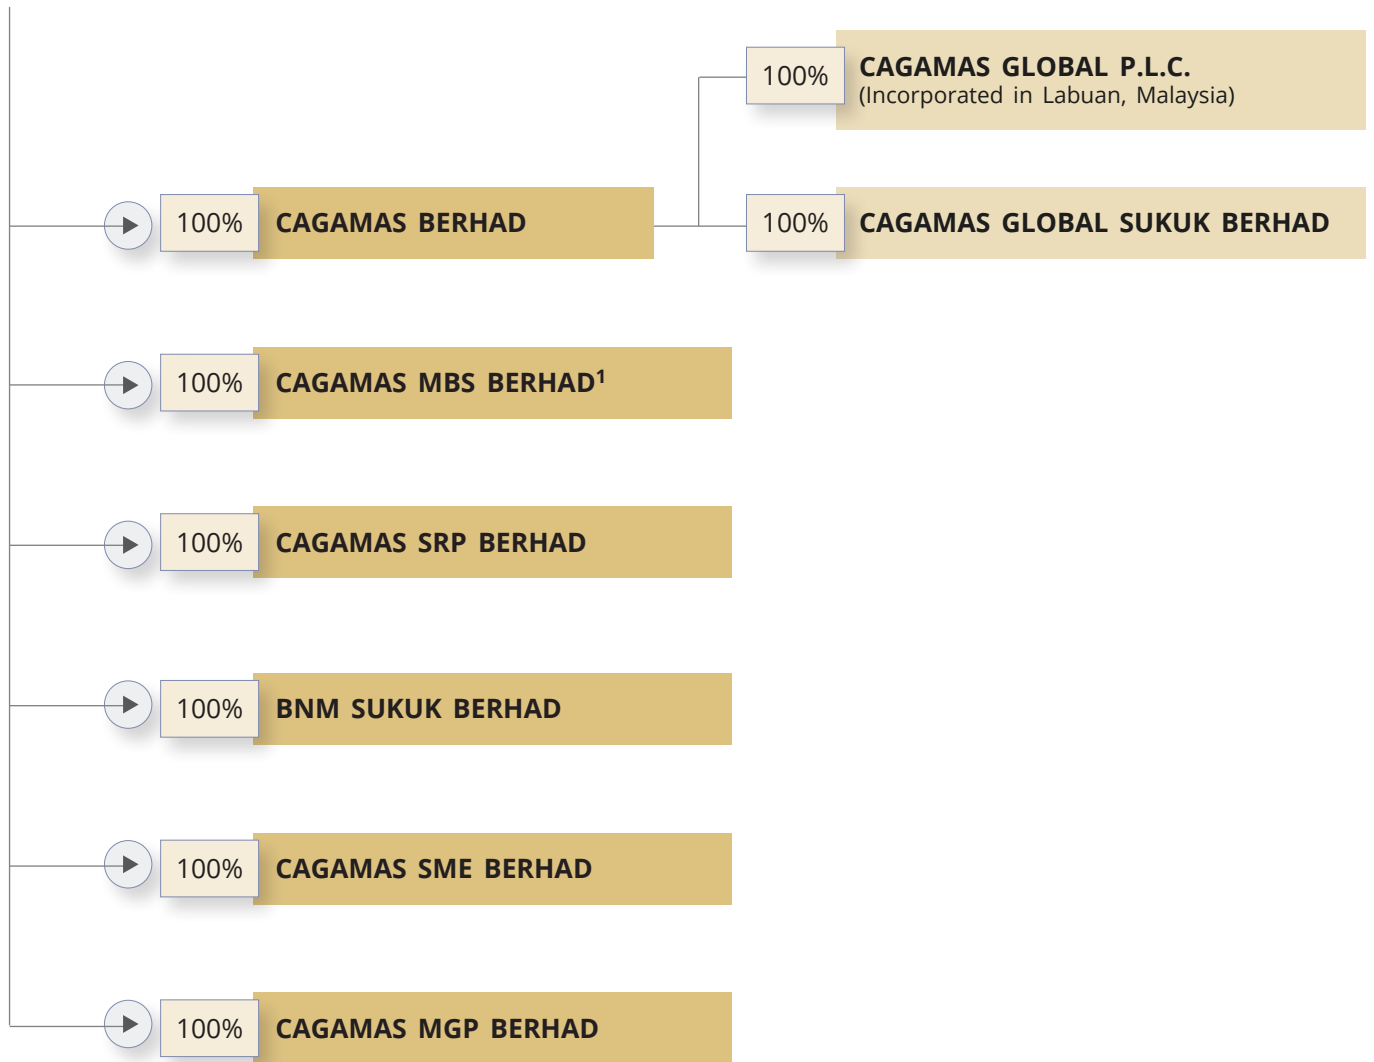 100%
CAGAMAS GLOBAL P.L.C.
(Incorporated in Labuan, Malaysia)
100%
CAGAMAS BERHAD
100%
CAGAMAS GLOBAL SUKUK BERHAD
100%
CAGAMAS MBS BERHAD¹
100%
CAGAMAS SRP BERHAD
100%
BNM SUKUK BERHAD
100%
CAGAMAS SME BERHAD
100%
CAGAMAS MGP BERHAD